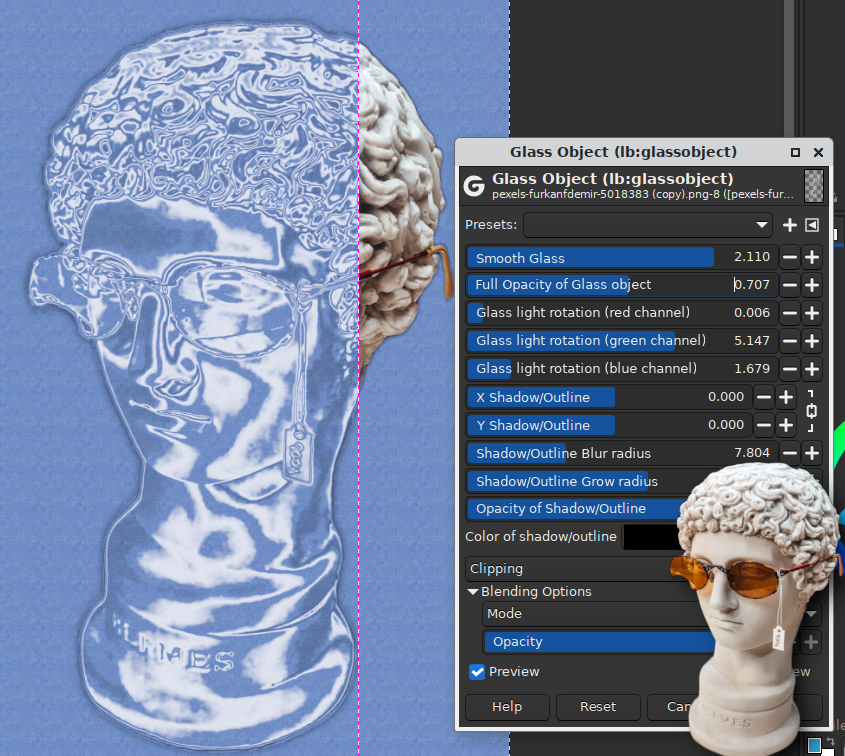 Glass Object (lb:glassobject)
Glass Object (lb:glassobject)
pexels-furkanfdemir-5018383 (copy).png-8 ([pexels-fur...
Presets:
Smooth Glass 2.110
Full Opacity of Glass object 0.707
Glass light rotation (red channel) 0.006
Glass light rotation (green channel) 5.147
Glass light rotation (blue channel) 1.679
X Shadow/Outline 0.000
Y Shadow/Outline 0.000
Shadow/Outline Blur radius 7.804
Shadow/Outline Grow radius
Opacity of Shadow/Outline
Color of shadow/outline
Clipping
Blending Options
Mode
Opacity
Preview
Help Reset
HERMES
HERMES